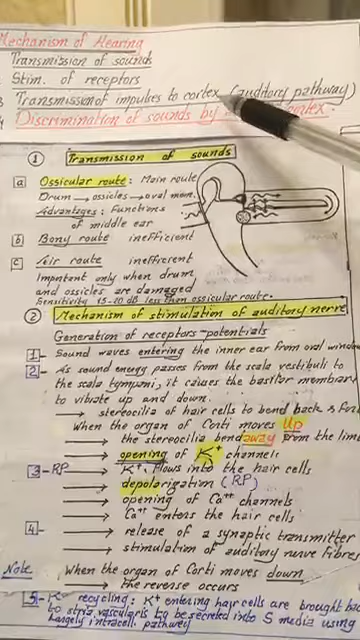 Mechanism of Hearing
Transmission of sounds
Stim. of receptors
Transmission of impulses to cortex (auditory pathway)
Discrimination of sounds by cortex.
1 Transmission of sounds
a Ossicular route: Main route
Drum → ossicles → oval mem.
Advantages: Functions
of middle ear
b Bony route inefficient
c Air route inefficient
Important only when drum
and ossicles are damaged
Sensitivity 15-20 dB less than ossicular route.
2 Mechanism of stimulation of auditory nerve
Generation of receptors-potentials
1- Sound waves entering the inner ear from oval window
2- As sound energy passes from the scala vestibuli to
the scala tympani, it causes the basilar membran
to vibrate up and down.
→ stereocilia of hair cells to bend back & for
When the organ of Corti moves Up
→ the stereocilia bend away from the lim
→ opening of K+ channels
3-RP → K+ flows into the hair cells
→ depolarisation (RP)
→ opening of Ca++ channels
→ Ca++ enters the hair cells
4- → release of a synaptic transmitter
→ stimulation of auditory nerve fibres
Note When the organ of Corti moves down
→ the reverse occurs
5- K+ recycling: K+ entering hair cells are brought back
to stria vascularis to be secreted into S media using
largely intracell. pathway